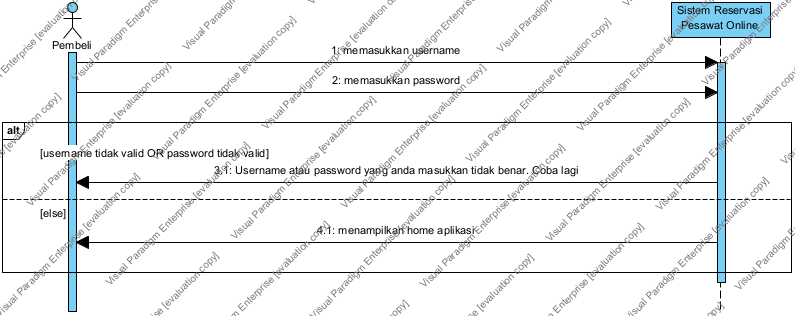 Sistem Reservasi
Pesawat Online
Pembeli
1: memasukkan username
2: memasukkan password
alt
[username tidak valid OR password tidak valid]
3.1: Username atau password yang anda masukkan tidak benar. Coba lagi
[else]
4.1: menampilkan home aplikasi
Visual Paradigm Enterprise [evaluation copy]